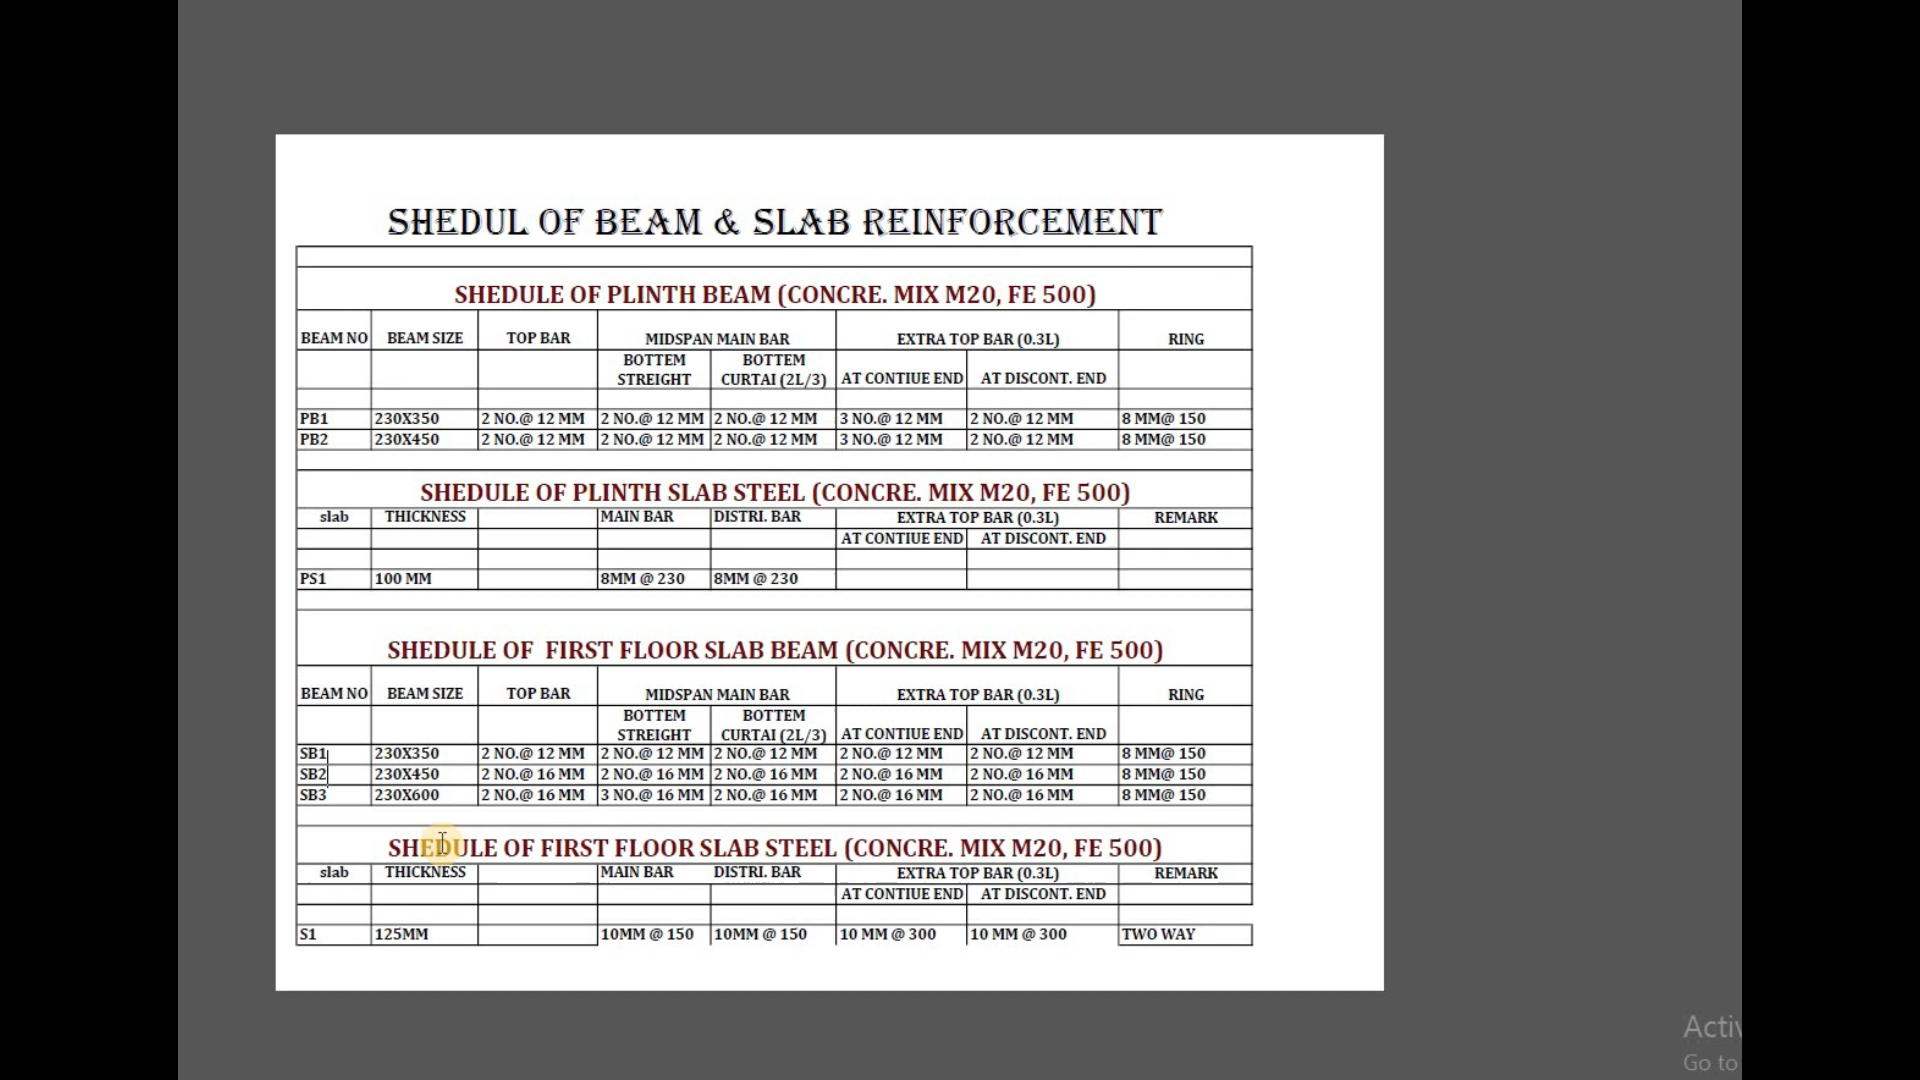 SHEDUL OF BEAM & SLAB REINFORCEMENT
SHEDULE OF PLINTH BEAM (CONCRE. MIX M20, FE 500)
BEAM NO BEAM SIZE TOP BAR MIDSPAN MAIN BAR EXTRA TOP BAR (0.3L) RING
BOTTEM STREIGHT BOTTEM CURTAI (2L/3) AT CONTIUE END AT DISCONT. END
PB1 230X350 2 NO.@ 12 MM 2 NO.@ 12 MM 2 NO.@ 12 MM 3 NO.@ 12 MM 2 NO.@ 12 MM 8 MM@ 150
PB2 230X450 2 NO.@ 12 MM 2 NO.@ 12 MM 2 NO.@ 12 MM 3 NO.@ 12 MM 2 NO.@ 12 MM 8 MM@ 150
SHEDULE OF PLINTH SLAB STEEL (CONCRE. MIX M20, FE 500)
slab THICKNESS MAIN BAR DISTRI. BAR EXTRA TOP BAR (0.3L) REMARK
AT CONTIUE END AT DISCONT. END
PS1 100 MM 8MM @ 230 8MM @ 230
SHEDULE OF FIRST FLOOR SLAB BEAM (CONCRE. MIX M20, FE 500)
BEAM NO BEAM SIZE TOP BAR MIDSPAN MAIN BAR EXTRA TOP BAR (0.3L) RING
BOTTEM STREIGHT BOTTEM CURTAI (2L/3) AT CONTIUE END AT DISCONT. END
SB1 230X350 2 NO.@ 12 MM 2 NO.@ 12 MM 2 NO.@ 12 MM 2 NO.@ 12 MM 2 NO.@ 12 MM 8 MM@ 150
SB2 230X450 2 NO.@ 16 MM 2 NO.@ 16 MM 2 NO.@ 16 MM 2 NO.@ 16 MM 2 NO.@ 16 MM 8 MM@ 150
SB3 230X600 2 NO.@ 16 MM 3 NO.@ 16 MM 2 NO.@ 16 MM 2 NO.@ 16 MM 2 NO.@ 16 MM 8 MM@ 150
SHEDULE OF FIRST FLOOR SLAB STEEL (CONCRE. MIX M20, FE 500)
slab THICKNESS MAIN BAR DISTRI. BAR EXTRA TOP BAR (0.3L) REMARK
AT CONTIUE END AT DISCONT. END
S1 125MM 10MM @ 150 10MM @ 150 10 MM @ 300 10 MM @ 300 TWO WAY
Go to